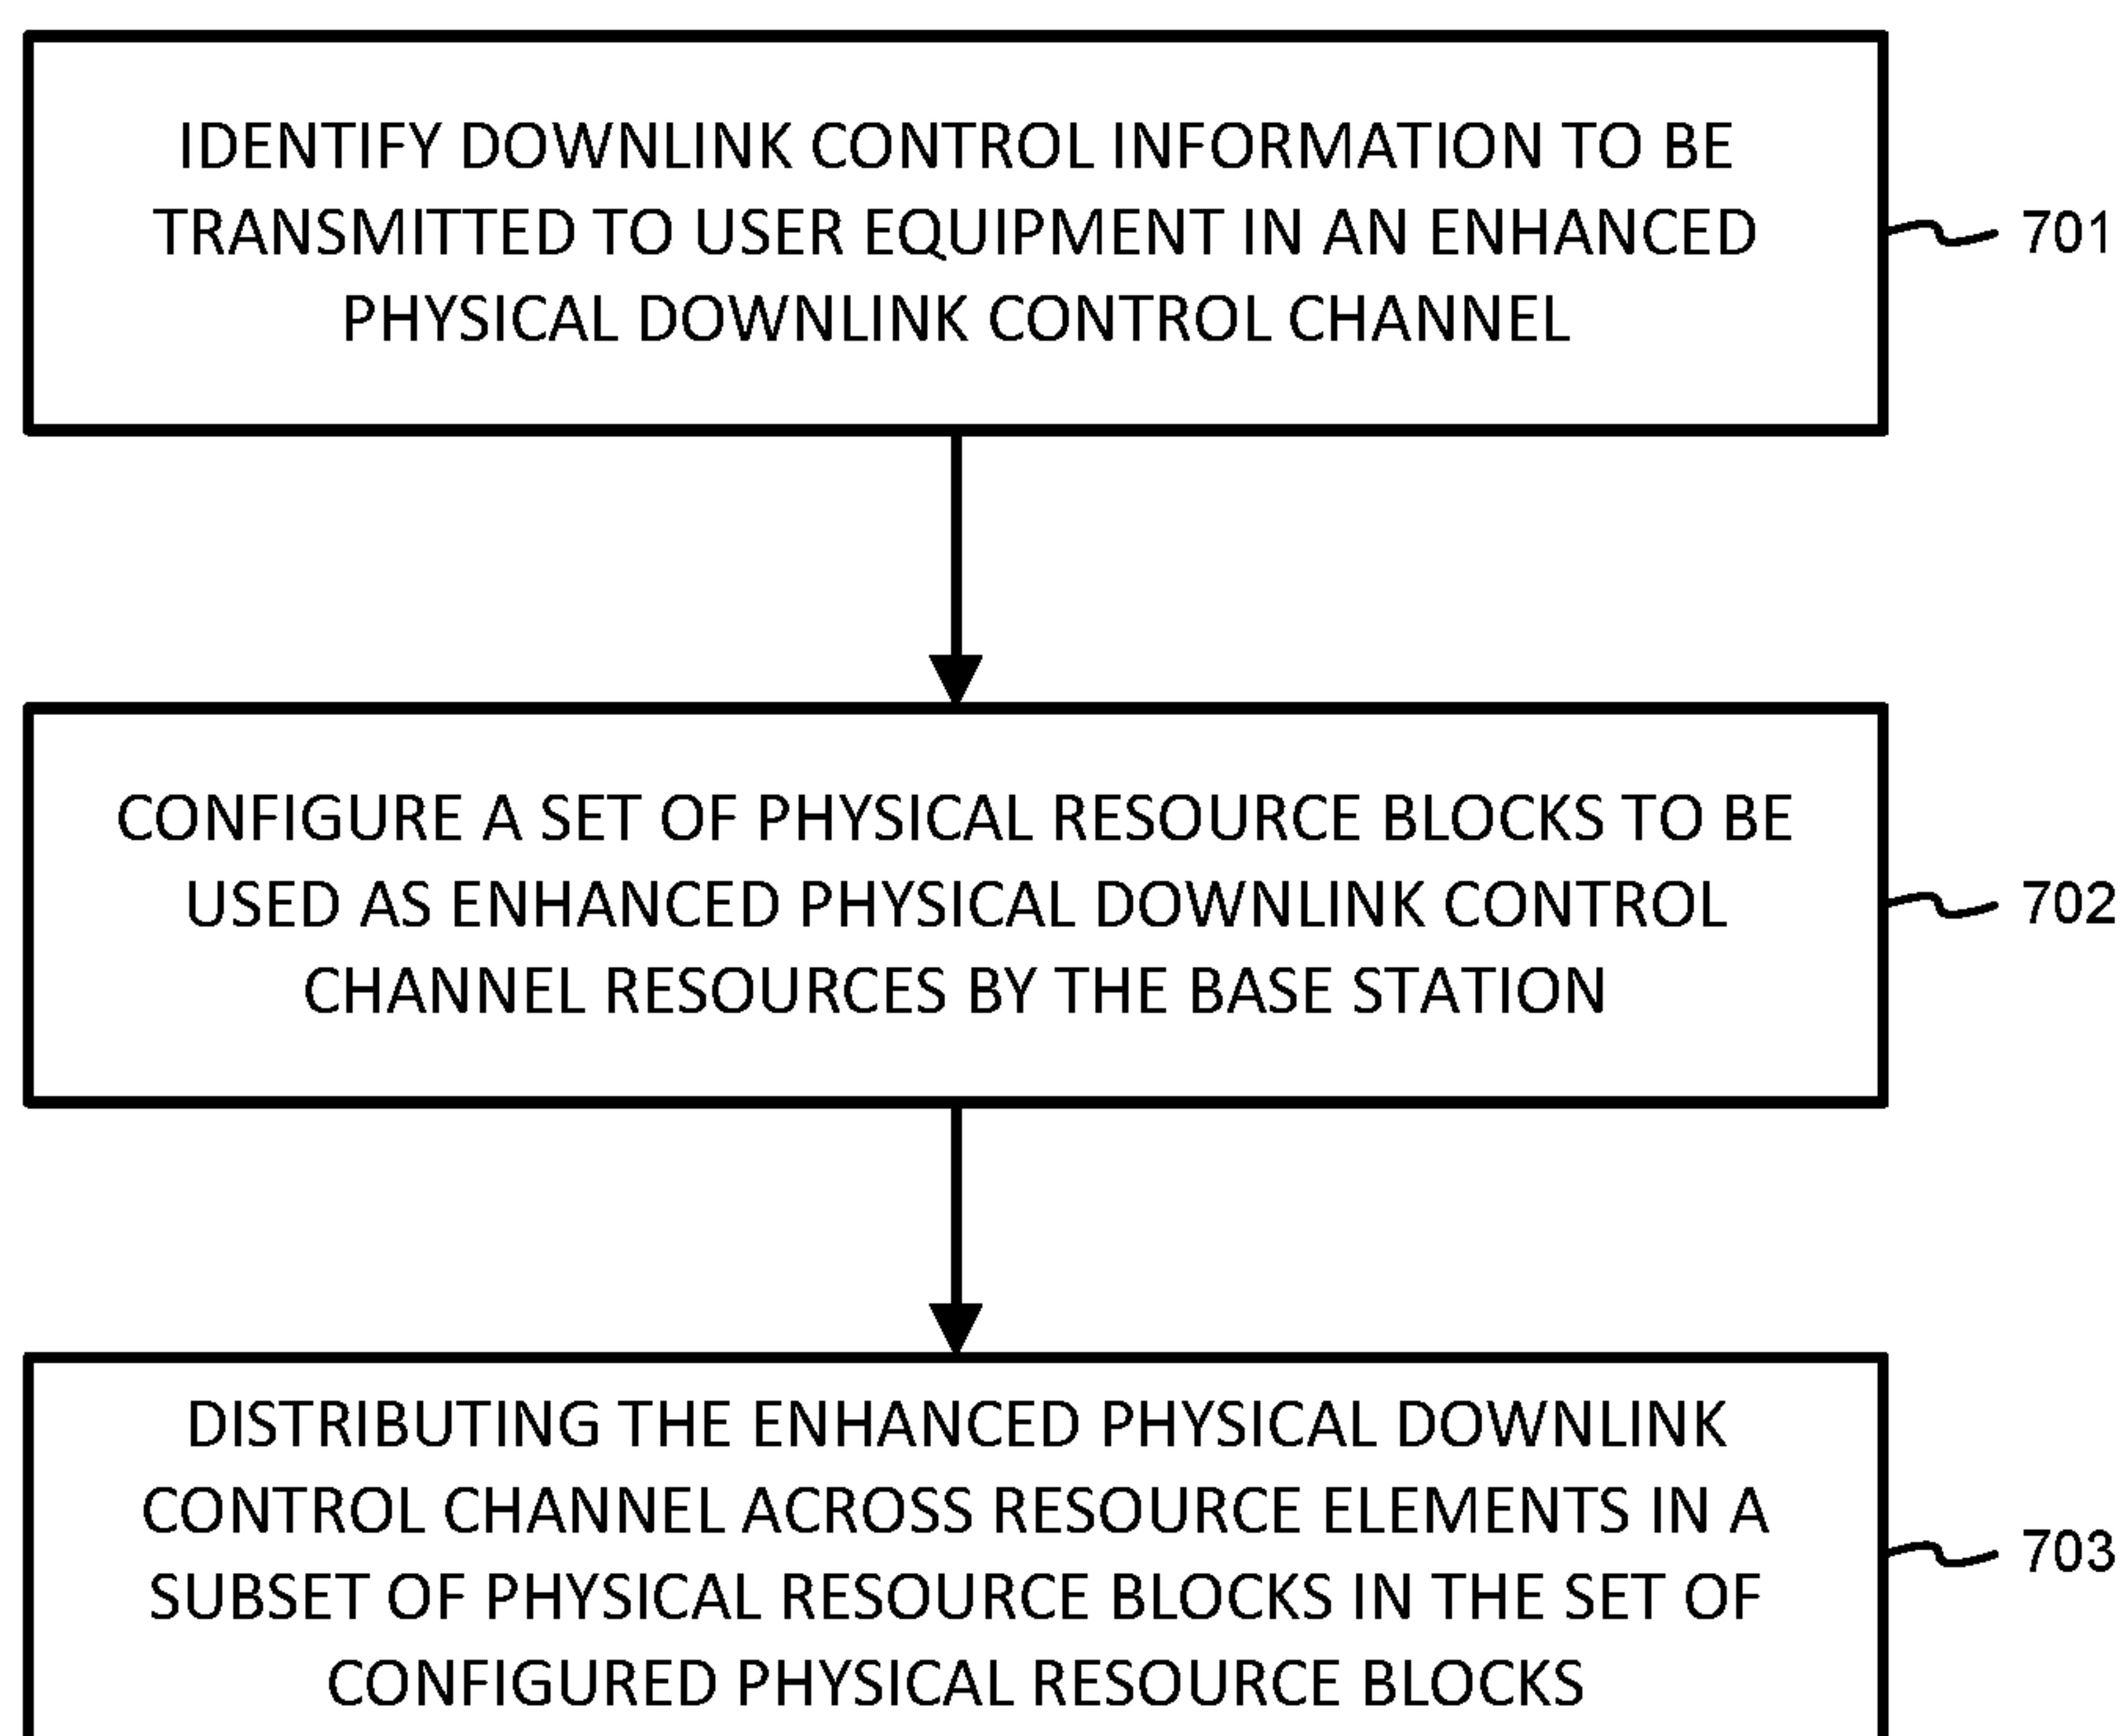 IDENTIFY DOWNLINK CONTROL INFORMATION TO BE
TRANSMITTED TO USER EQUIPMENT IN AN ENHANCED
PHYSICAL DOWNLINK CONTROL CHANNEL
701
CONFIGURE A SET OF PHYSICAL RESOURCE BLOCKS TO BE
USED AS ENHANCED PHYSICAL DOWNLINK CONTROL
CHANNEL RESOURCES BY THE BASE STATION
702
DISTRIBUTING THE ENHANCED PHYSICAL DOWNLINK
CONTROL CHANNEL ACROSS RESOURCE ELEMENTS IN A
SUBSET OF PHYSICAL RESOURCE BLOCKS IN THE SET OF
CONFIGURED PHYSICAL RESOURCE BLOCKS
703